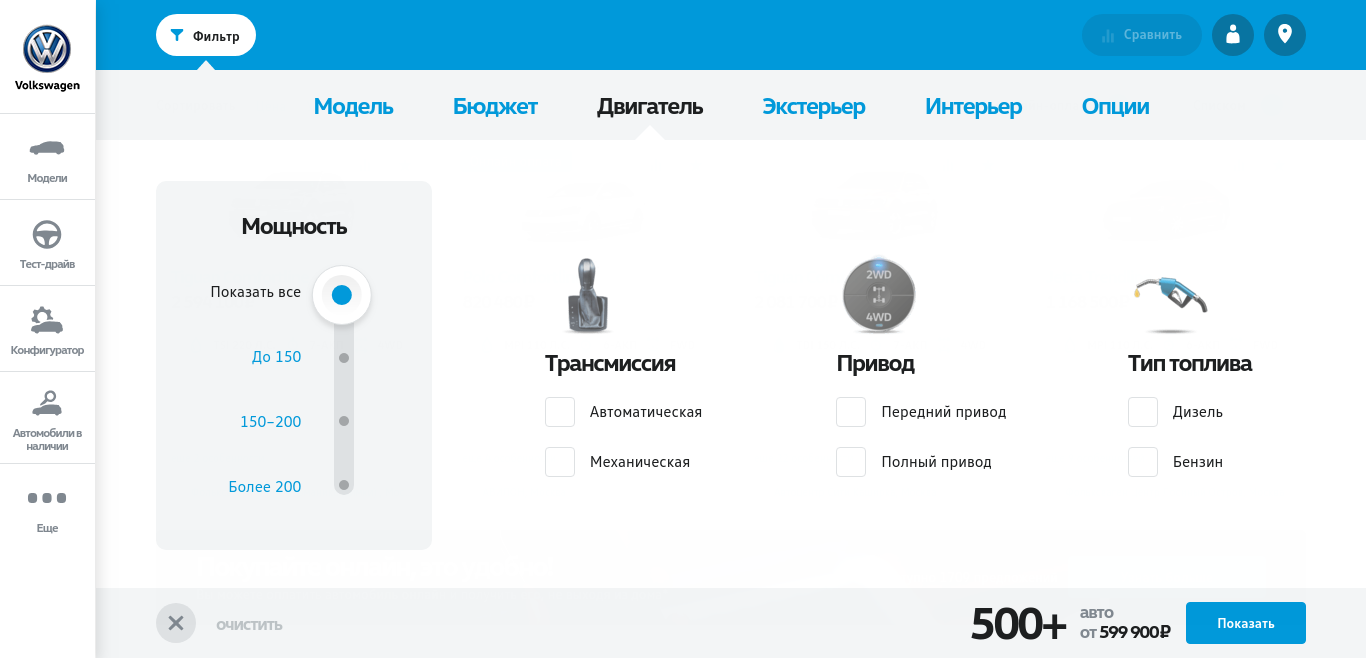 Volkswagen
Модели
Тест-драйв
Конфигуратор
Автомобили в
наличии
Еще
Фильтр
Сравнить
Модель
Бюджет
Двигатель
Экстерьер
Интерьер
Опции
Мощность
Показать все
До 150
150–200
Более 200
Трансмиссия
Автоматическая
Механическая
2WD
4WD
Привод
Передний привод
Полный привод
Тип топлива
Дизель
Бензин
очистить
500+
авто
от 599 900₽
Показать